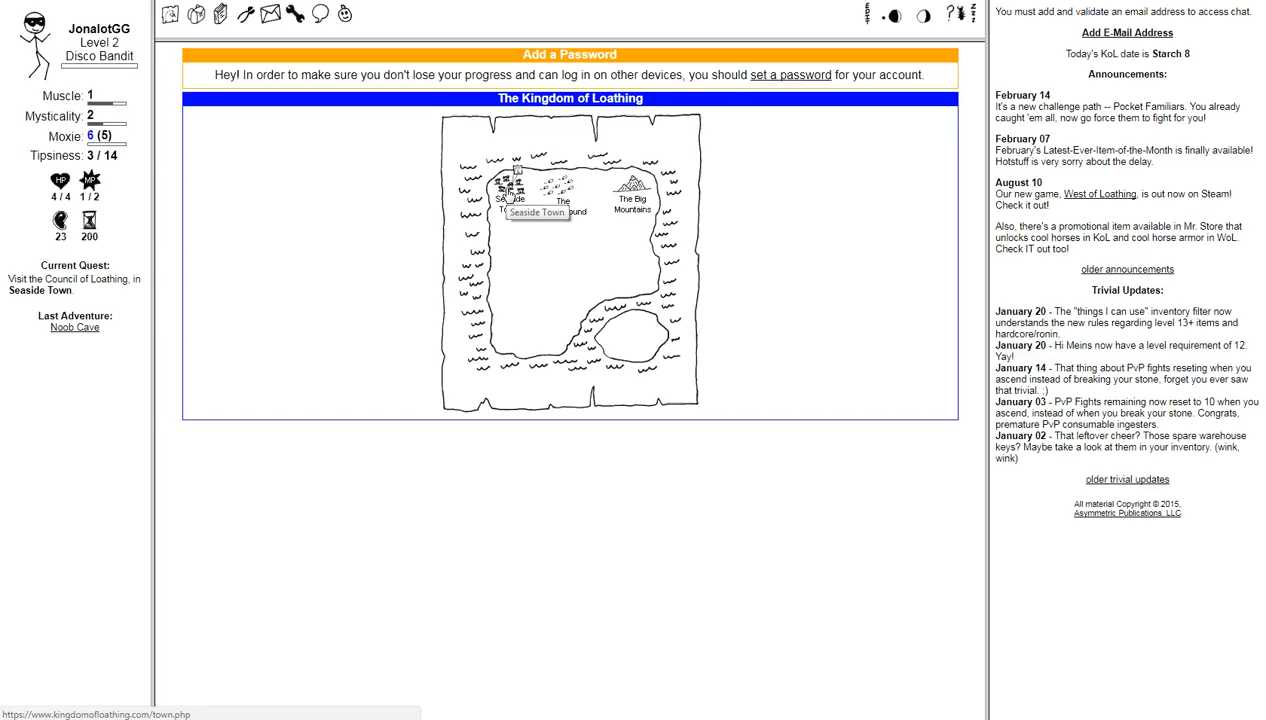 JonalotGG
Level 2
Disco Bandit
Muscle: 1
Mysticality: 2
Moxie: 6 (5)
Tipsiness: 3 / 14
HP
MP
4 / 4
1 / 2
23
200
Current Quest:
Visit the Council of Loathing, in
Seaside Town.
Last Adventure:
Noob Cave
Add a Password
Hey! In order to make sure you don't lose your progress and can log in on other devices, you should set a password for your account.
The Kingdom of Loathing
The
The Big
Mountains
Seaside Town
You must add and validate an email address to access chat.
Add E-Mail Address
Today's KoL date is Starch 8
Announcements:
February 14
It's a new challenge path -- Pocket Familiars. You already
caught 'em all, now go force them to fight for you!
February 07
February's Latest-Ever-Item-of-the-Month is finally available!
Hotstuff is very sorry about the delay.
August 10
Our new game, West of Loathing, is out now on Steam!
Check it out!
Also, there's a promotional item available in Mr. Store that
unlocks cool horses in KoL and cool horse armor in WoL.
Check IT out too!
older announcements
Trivial Updates:
January 20 - The "things I can use" inventory filter now
understands the new rules regarding level 13+ items and
hardcore/ronin.
January 20 - Hi Meins now have a level requirement of 12.
Yay!
January 14 - That thing about PvP fights reseting when you
ascend instead of breaking your stone, forget you ever saw
that trivial. ;)
January 03 - PvP Fights remaining now reset to 10 when you
ascend, instead of when you break your stone. Congrats,
premature PvP consumable ingesters.
January 02 - That leftover cheer? Those spare warehouse
keys? Maybe take a look at them in your inventory. (wink,
wink)
older trivial updates
All material Copyright © 2015,
Asymmetric Publications, LLC
https://www.kingdomofloathing.com/town.php